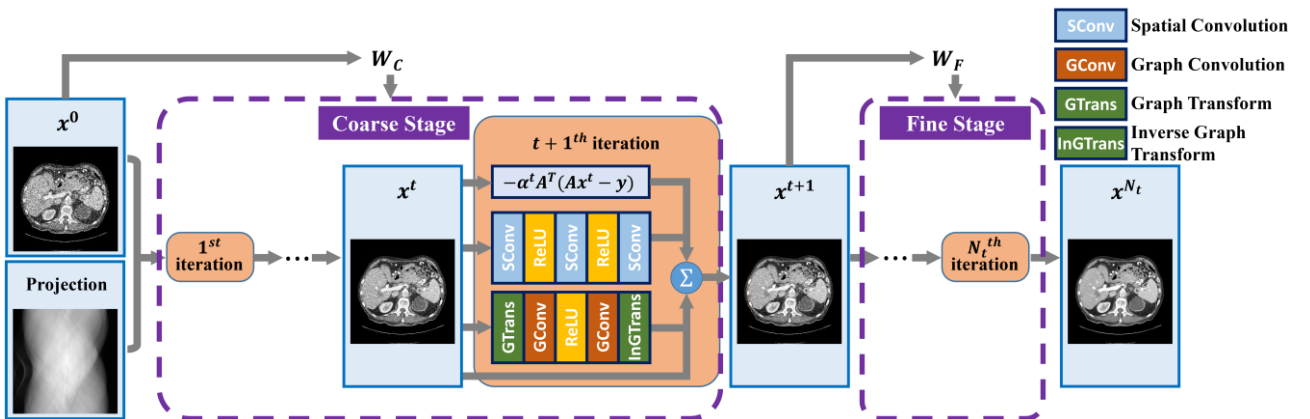 x^0
Projection
W_C
Coarse Stage
1^{st}
iteration
...
x^t
t + 1^{th} iteration
-α^t A^T(Ax^t - y)
SConv
ReLU
SConv
ReLU
SConv
GTrans
GConv
ReLU
GConv
InGTrans
Σ
x^{t+1}
W_F
Fine Stage
...
N_t^{th}
iteration
x^{N_t}
SConv Spatial Convolution
GConv Graph Convolution
GTrans Graph Transform
InGTrans Inverse Graph
Transform